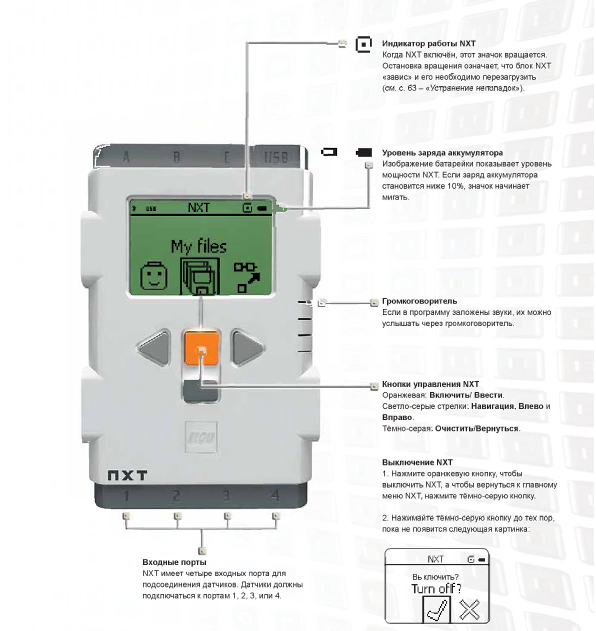 Индикатор работы NXT
Когда NXT включён, этот значок вращается.
Остановка вращения означает, что блок NXT
«завис» и его необходимо перезагрузить
(см. с. 63 – «Устранение неполадок»).
A B C USB
Уровень заряда аккумулятора
Изображение батарейки показывает уровень
мощности NXT. Если заряд аккумулятора
становится ниже 10%, значок начинает
мигать.
USB NXT
My files
Громкоговоритель
Если в программу заложены звуки, их можно
услышать через громкоговоритель.
Кнопки управления NXT
Оранжевая: Включить/ Ввести.
Светло-серые стрелки: Навигация, Влево и
Вправо.
Тёмно-серая: Очистить/Вернуться.
LEGO
NXT
1 2 3 4
Выключение NXT
1. Нажмите оранжевую кнопку, чтобы
выключить NXT, а чтобы вернуться к главному
меню NXT, нажмите тёмно-серую кнопку.
2. Нажимайте тёмно-серую кнопку до тех пор,
пока не появится следующая картинка:
Входные порты
NXT имеет четыре входных порта для
подсоединения датчиков. Датчики должны
подключаться к портам 1, 2, 3, или 4.
NXT
Вы ключить?
Turn off?